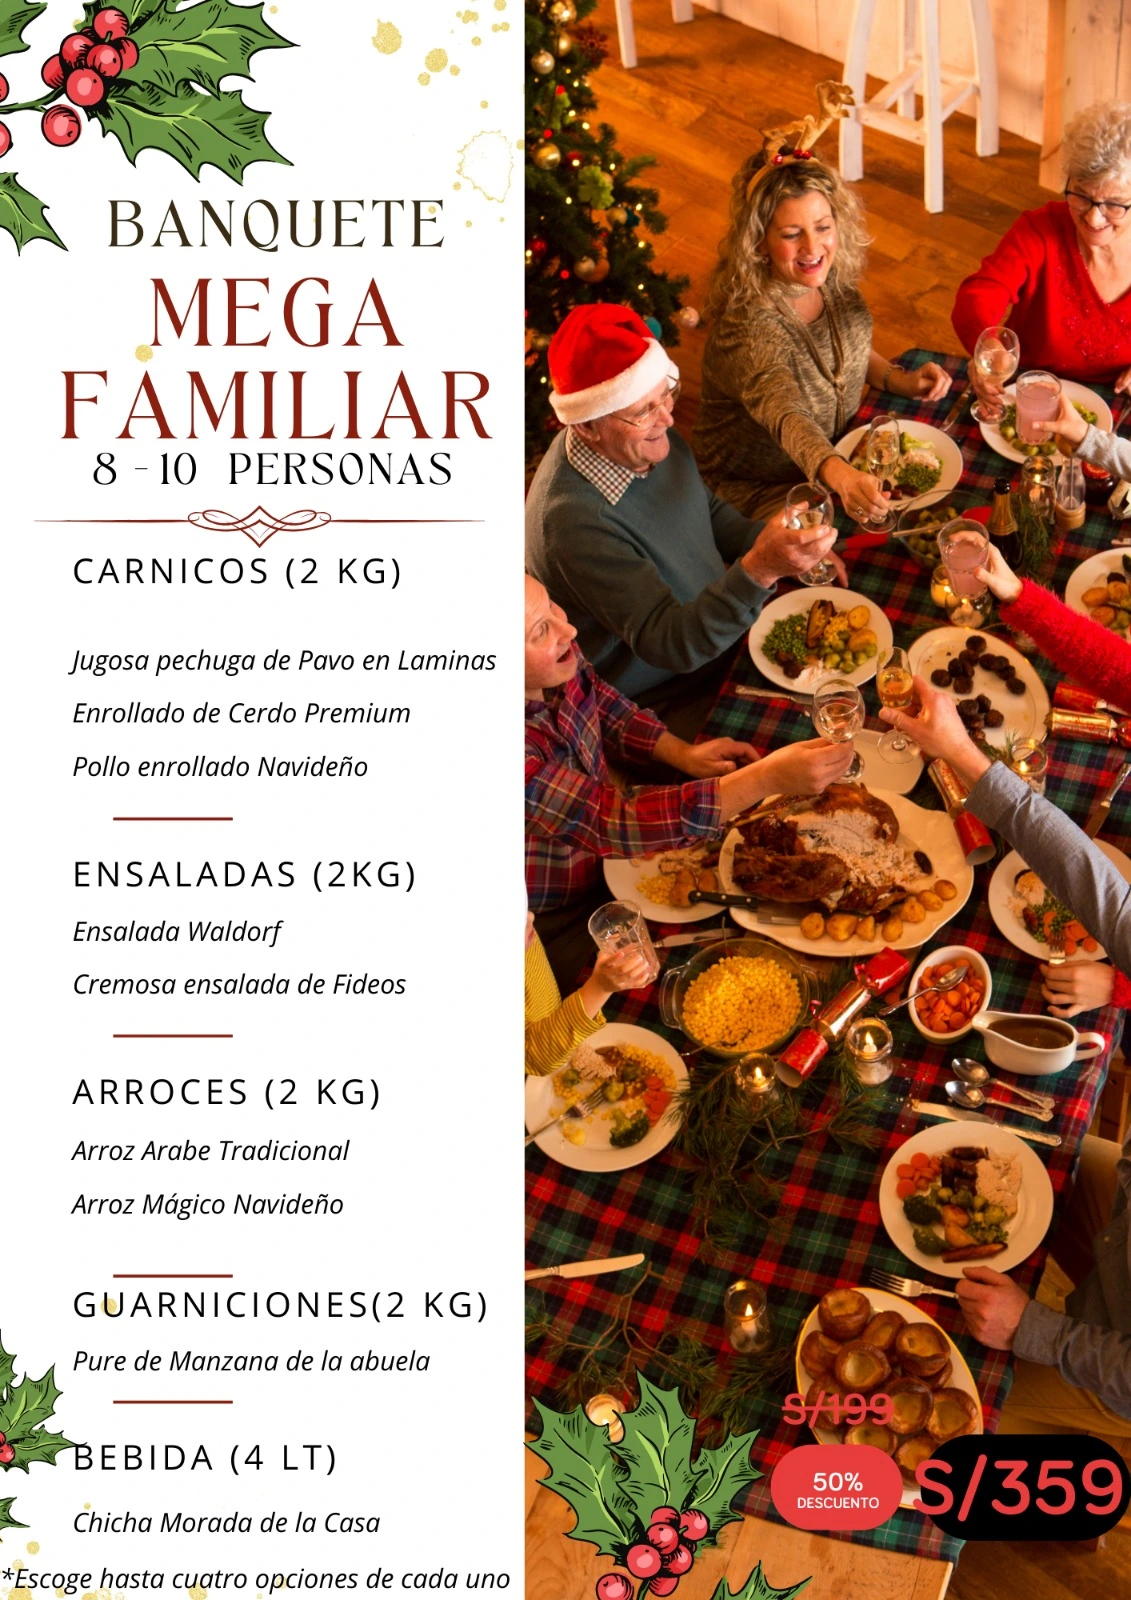 BANQUETE
MEGA
FAMILIAR
8 - 10 PERSONAS
CARNICOS (2 KG)
Jugosa pechuga de Pavo en Laminas
Enrollado de Cerdo Premium
Pollo enrollado Navideño
ENSALADAS (2KG)
Ensalada Waldorf
Cremosa ensalada de Fideos
ARROCES (2 KG)
Arroz Arabe Tradicional
Arroz Mágico Navideño
GUARNICIONES(2 KG)
Pure de Manzana de la abuela
BEBIDA (4 LT)
Chicha Morada de la Casa
*Escoge hasta cuatro opciones de cada uno
S/199
50%
DESCUENTO
S/359